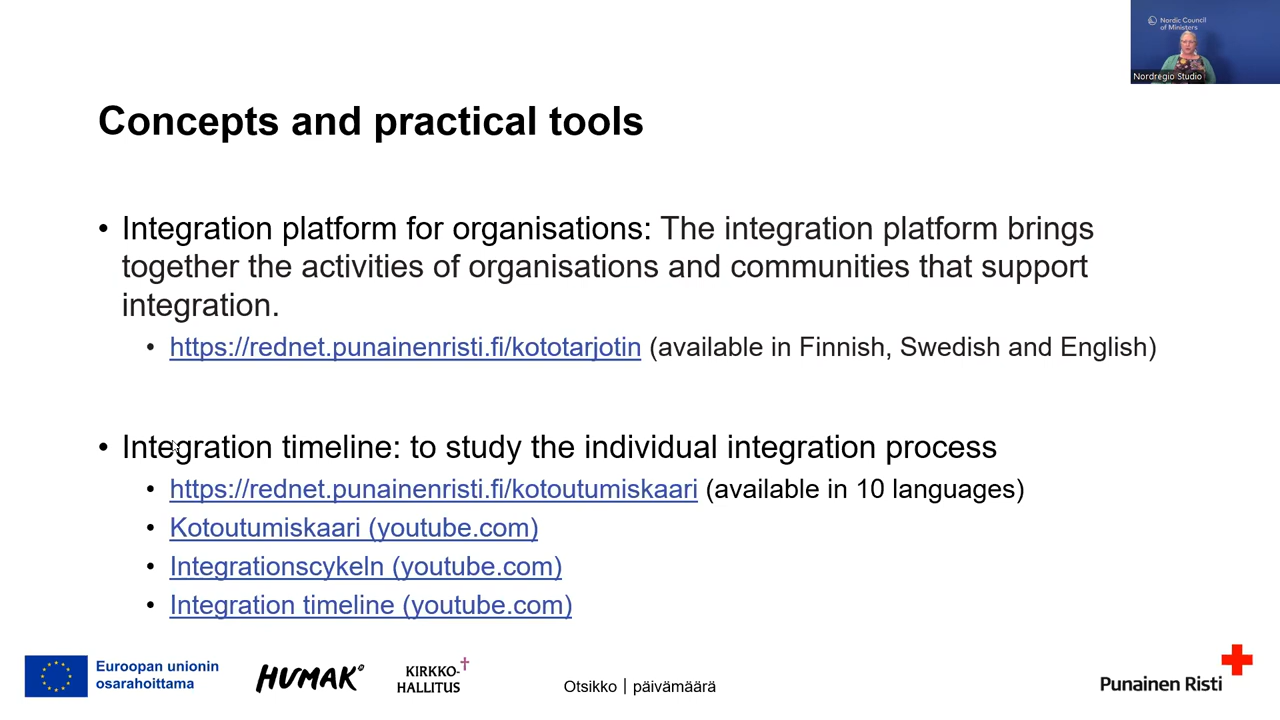 Nordic Council
of Ministers
Nordregio Studio
Concepts and practical tools
• Integration platform for organisations: The integration platform brings
together the activities of organisations and communities that support
integration.
• https://rednet.punainenristi.fi/kototarjotin (available in Finnish, Swedish and English)
• Integration timeline: to study the individual integration process
• https://rednet.punainenristi.fi/kotoutumiskaari (available in 10 languages)
• Kotoutumiskaari (youtube.com)
• Integrationscykeln (youtube.com)
• Integration timeline (youtube.com)
Euroopan unionin
osarahoittama
HUMAK
KIRKKO-
HALLITUS
Otsikko | päivämäärä
Punainen Risti